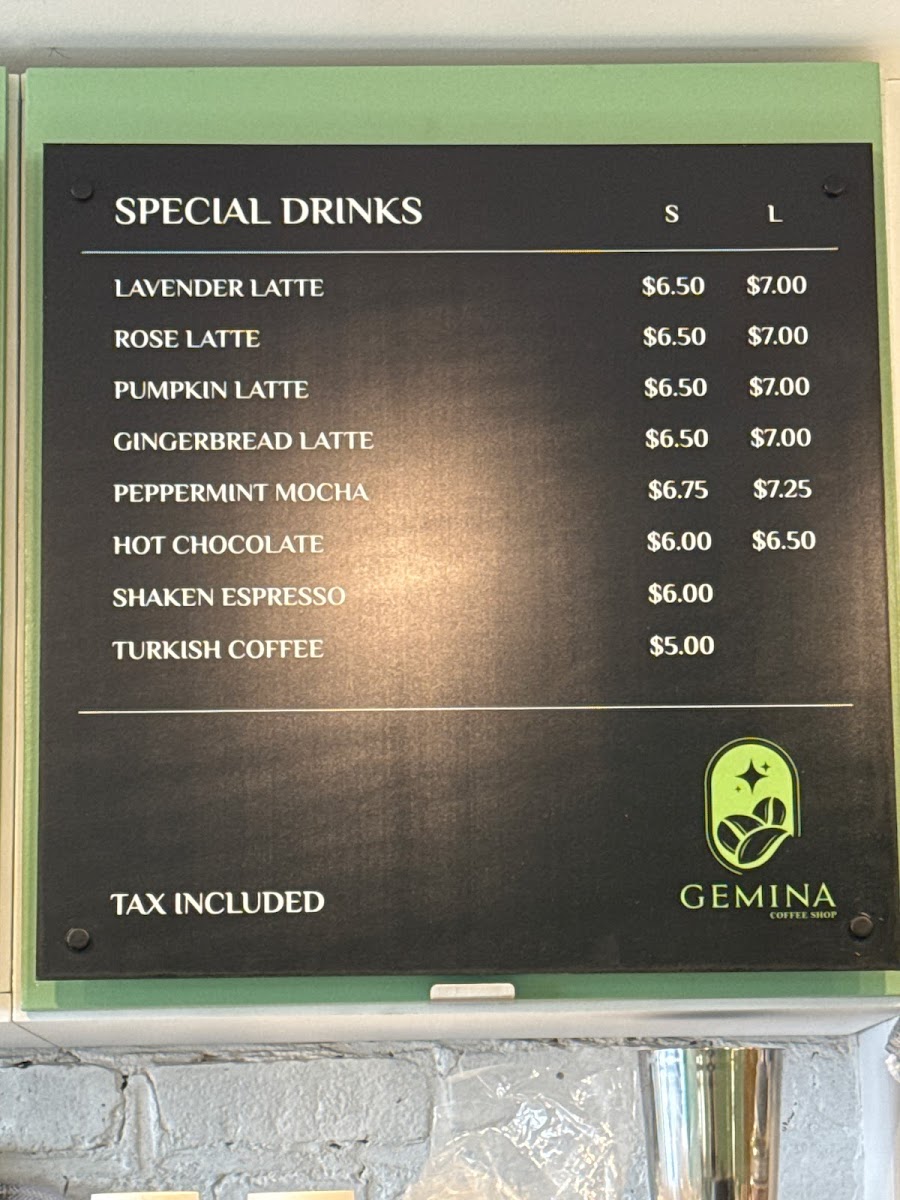 SPECIAL DRINKS S L
LAVENDER LATTE $6.50 $7.00
ROSE LATTE $6.50 $7.00
PUMPKIN LATTE $6.50 $7.00
GINGERBREAD LATTE $6.50 $7.00
PEPPERMINT MOCHA $6.75 $7.25
HOT CHOCOLATE $6.00 $6.50
SHAKEN ESPRESSO $6.00
TURKISH COFFEE $5.00
TAX INCLUDED
GEMINA
COFFEE SHOP